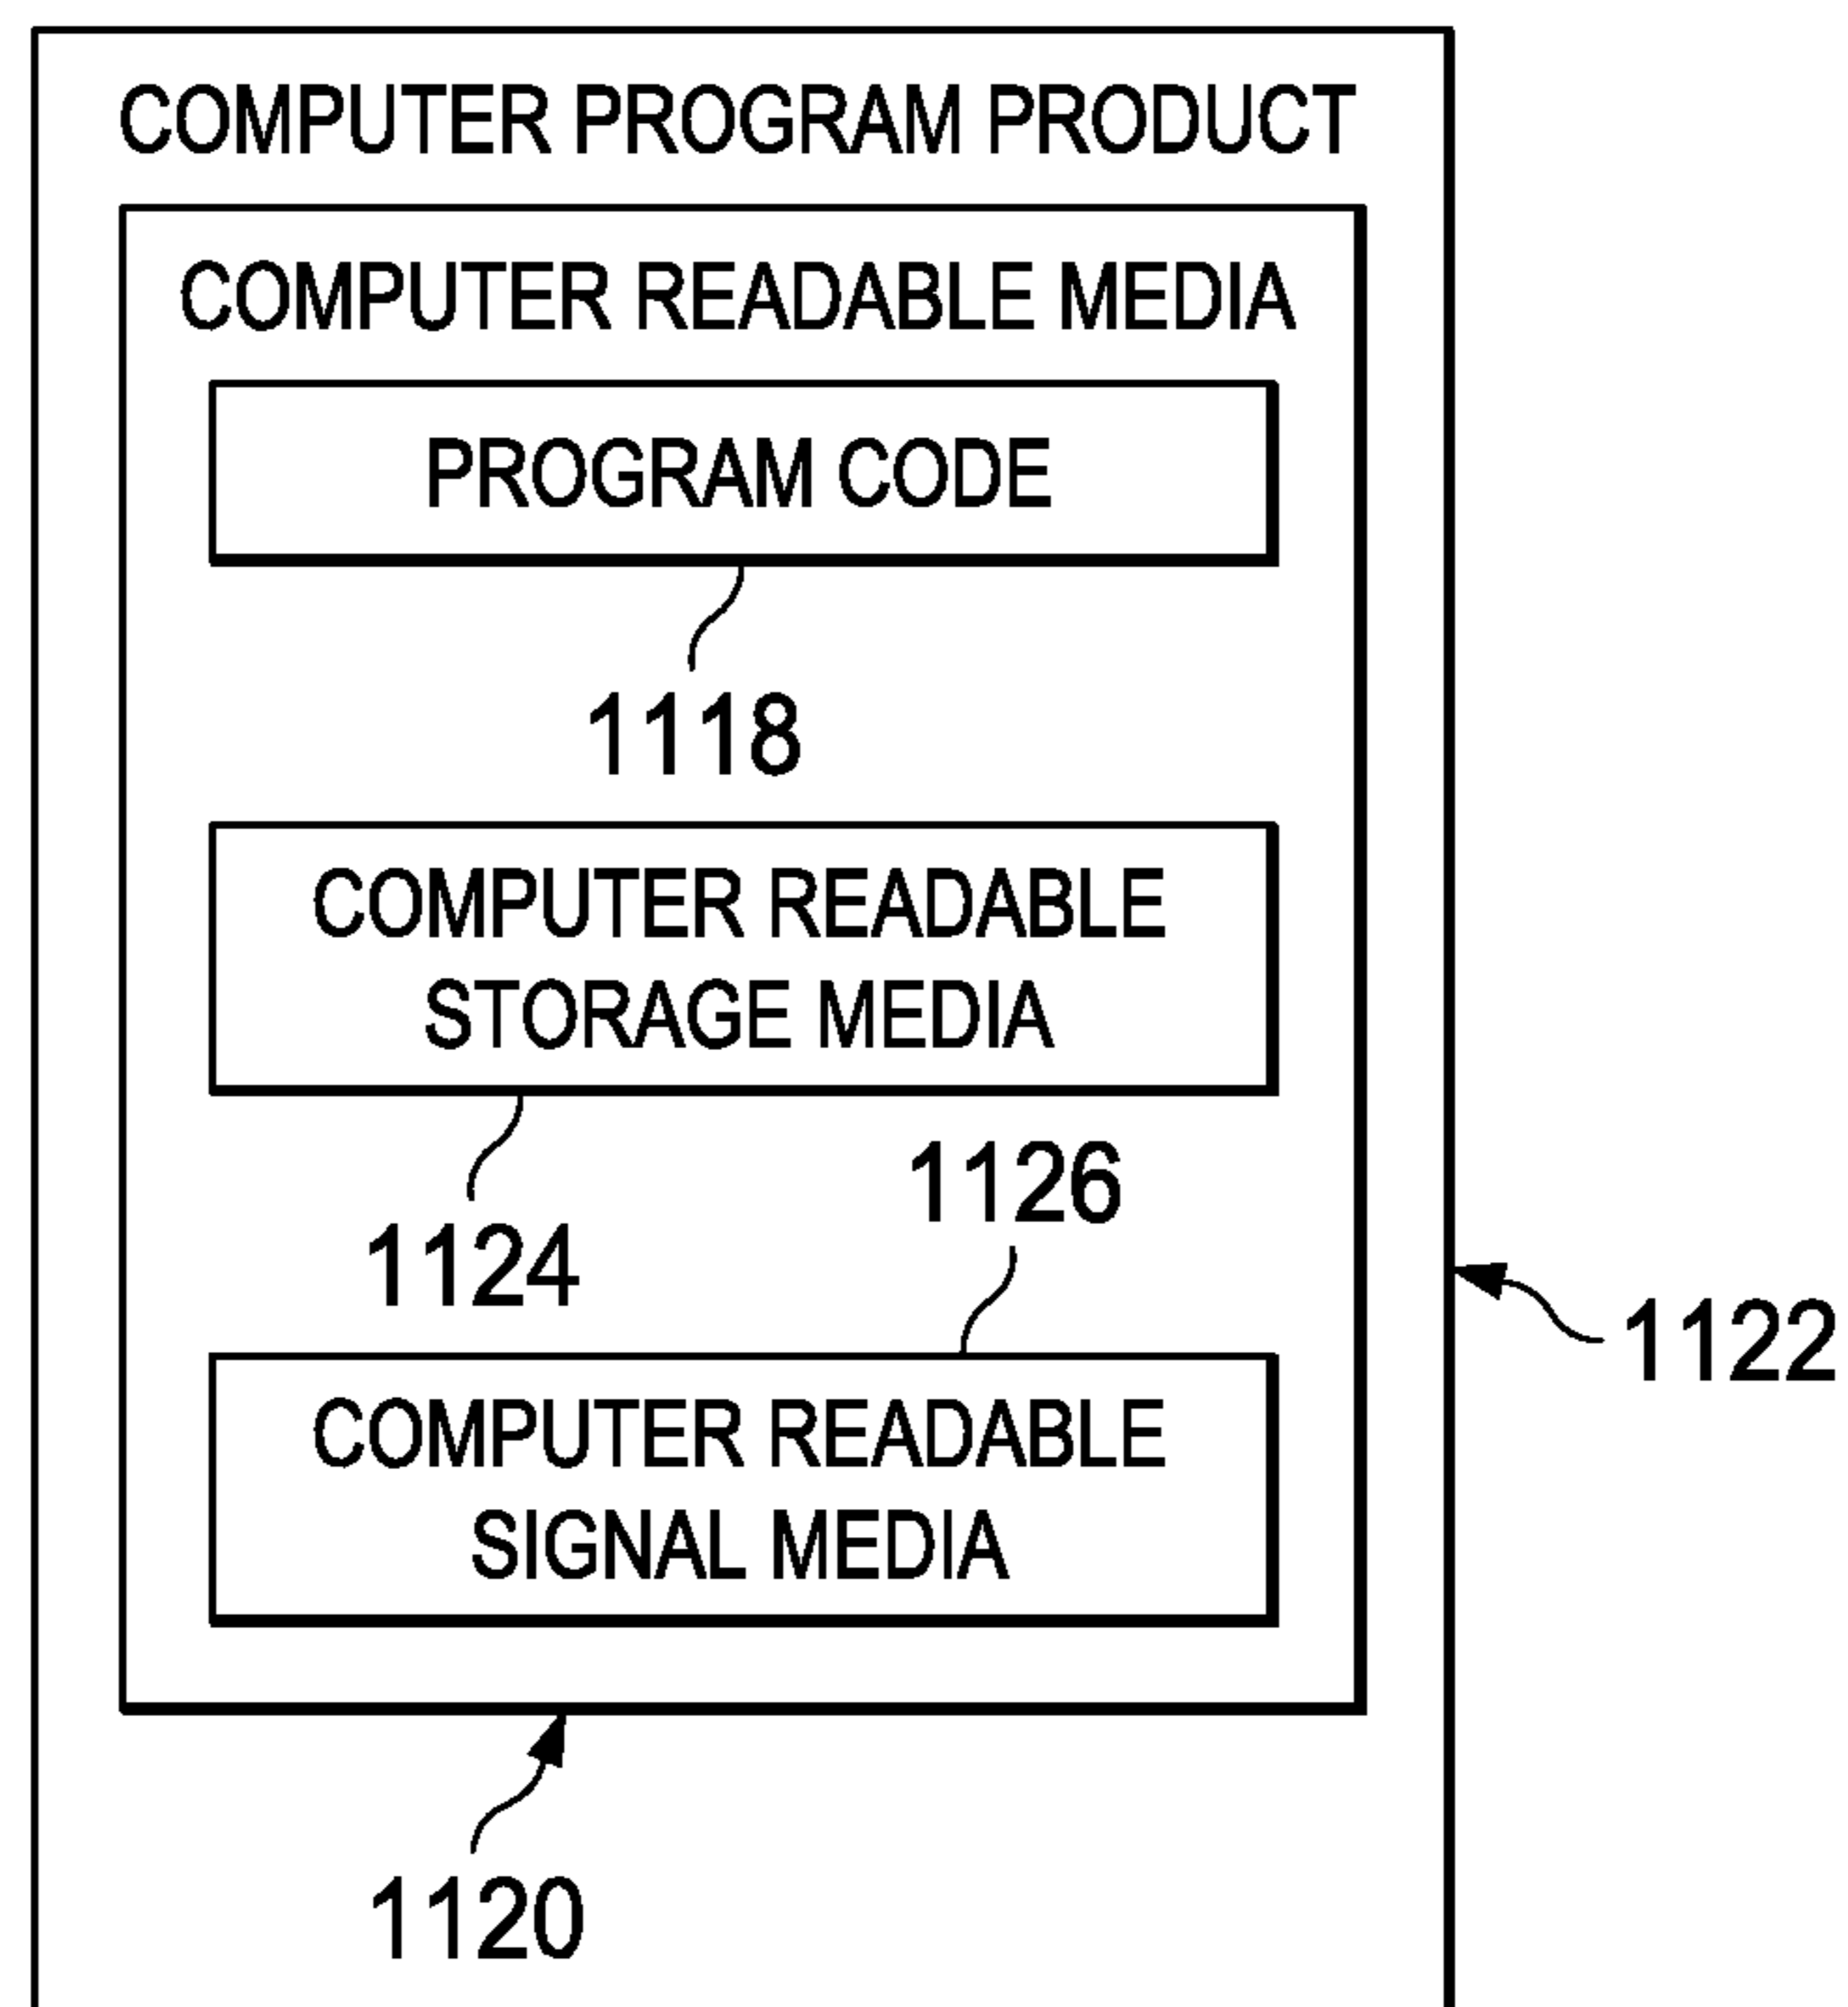 COMPUTER PROGRAM PRODUCT
COMPUTER READABLE MEDIA
PROGRAM CODE
1118
COMPUTER READABLE
STORAGE MEDIA
1126
1124
1122
COMPUTER READABLE
SIGNAL MEDIA
1120